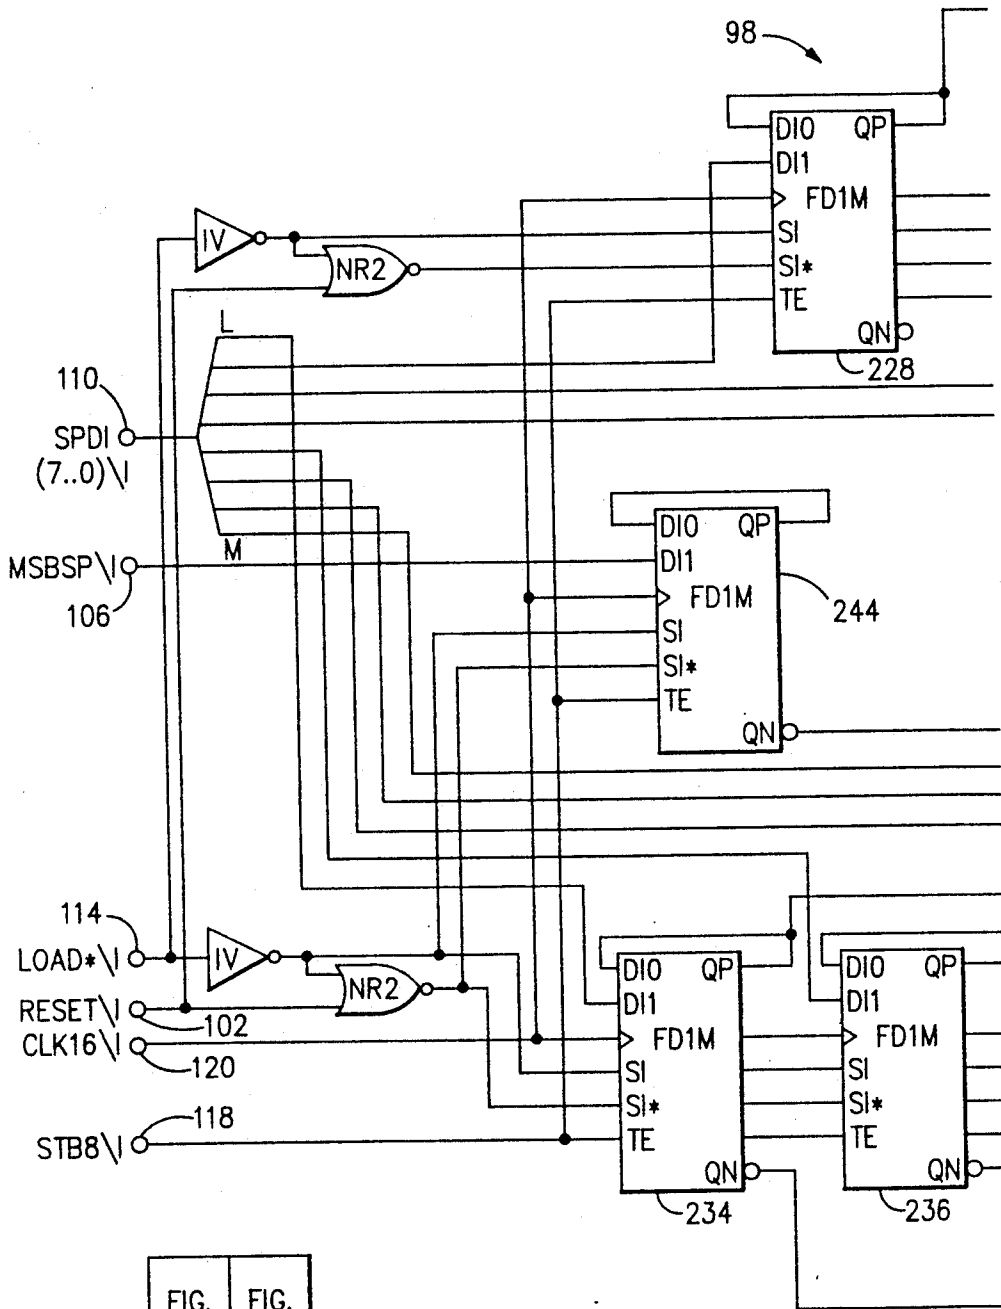 98
DI0 QP
DI1
FD1M
SI
SI*
TE
QN
228
IV
NR2
L
110
SPDI
(7..0)\I
M
MSBSP\I
106
DI0 QP
DI1
FD1M
SI
SI*
TE
QN
244
114
LOAD*\I
IV
NR2
RESET\I
102
CLK16\I
120
118
STB8\I
DI0 QP
DI1
FD1M
SI
SI*
TE
QN
234
DI0 QP
DI1
FD1M
SI
SI*
TE
QN
236
FIG. FIG.